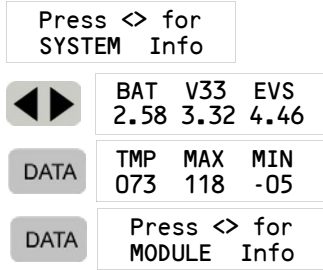 Press <> for
SYSTEM Info
BAT V33 EVS
2.58 3.32 4.46
DATA
TMP MAX MIN
073 118 -05
DATA
Press <> for
MODULE Info